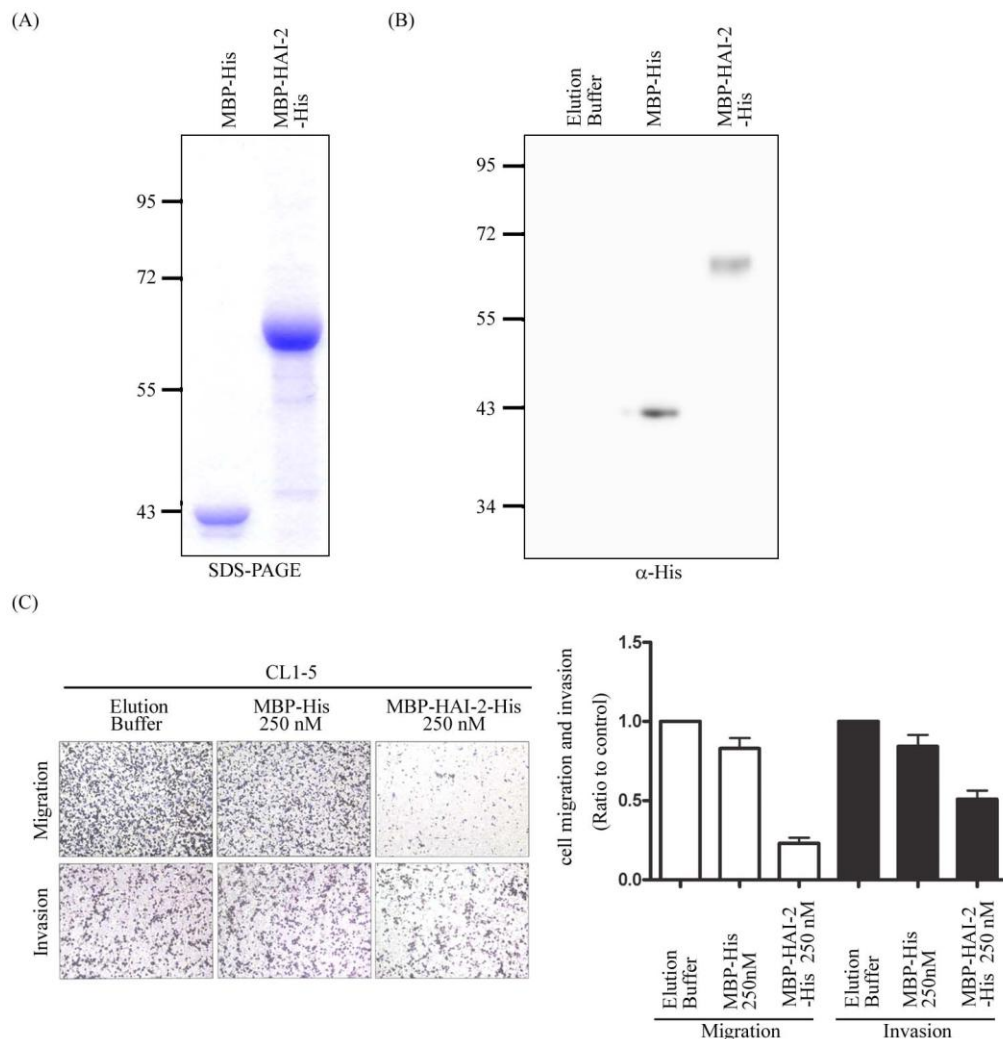 (A)
MBP-His
MBP-HAI-2
-His
95
72
55
43
SDS-PAGE
(B)
Elution
Buffer
MBP-His
MBP-HAI-2
-His
95
72
55
43
34
α-His
(C)
CL1-5
Elution
Buffer
MBP-His
250 nM
MBP-HAI-2-His
250 nM
Migration
Invasion
cell migration and invasion
(Ratio to control)
1.5
1.0
0.5
0.0
Elution
Buffer
MBP-His
250nM
MBP-HAI-2
-His 250 nM
Elution
Buffer
MBP-His
250nM
MBP-HAI-2
-His 250 nM
Migration
Invasion